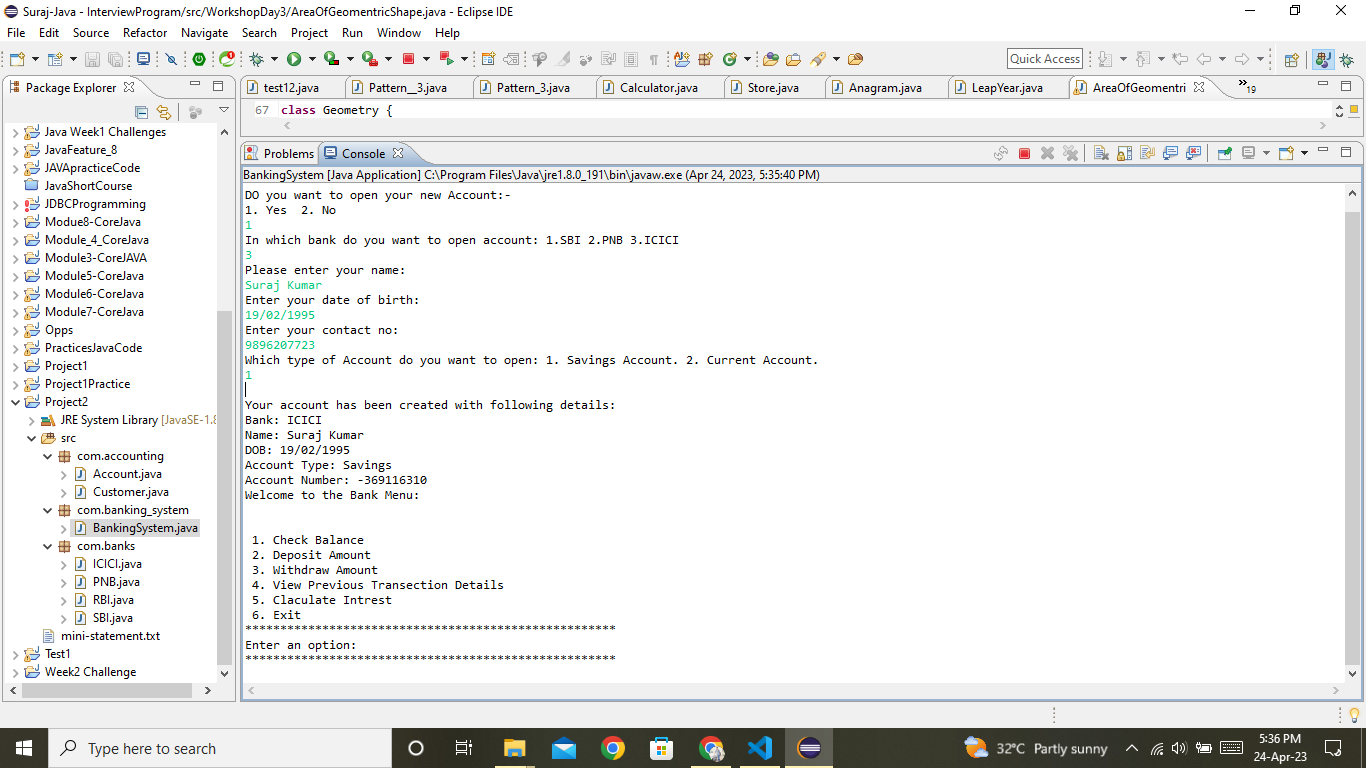 Suraj-Java - InterviewProgram/src/WorkshopDay3/AreaOfGeomentricShape.java - Eclipse IDE
File Edit Source Refactor Navigate Search Project Run Window Help
Quick Access
Package Explorer
Java Week1 Challenges
JavaFeature_8
JAVApracticeCode
JavaShortCourse
JDBCProgramming
Modue8-CoreJava
Module_4_CoreJava
Module3-CoreJAVA
Module5-CoreJava
Module6-CoreJava
Module7-CoreJava
Opps
PracticesJavaCode
Project1
Project1Practice
Project2
JRE System Library [JavaSE-1.8
src
com.accounting
Account.java
Customer.java
com.banking_system
BankingSystem.java
com.banks
ICICI.java
PNB.java
RBI.java
SBI.java
mini-statement.txt
Test1
Week2 Challenge
test12.java Pattern__3.java Pattern_3.java Calculator.java Store.java Anagram.java LeapYear.java AreaOfGeomentri »19
67 class Geometry {
Problems Console
BankingSystem [Java Application] C:\Program Files\Java\jre1.8.0_191\bin\javaw.exe (Apr 24, 2023, 5:35:40 PM)
DO you want to open your new Account:-
1. Yes 2. No
1
In which bank do you want to open account: 1.SBI 2.PNB 3.ICICI
3
Please enter your name:
Suraj Kumar
Enter your date of birth:
19/02/1995
Enter your contact no:
9896207723
Which type of Account do you want to open: 1. Savings Account. 2. Current Account.
1
Your account has been created with following details:
Bank: ICICI
Name: Suraj Kumar
DOB: 19/02/1995
Account Type: Savings
Account Number: -369116310
Welcome to the Bank Menu:
1. Check Balance
2. Deposit Amount
3. Withdraw Amount
4. View Previous Transection Details
5. Claculate Intrest
6. Exit
*****************************************************
Enter an option:
*****************************************************
Type here to search
32°C Partly sunny
5:36 PM
24-Apr-23